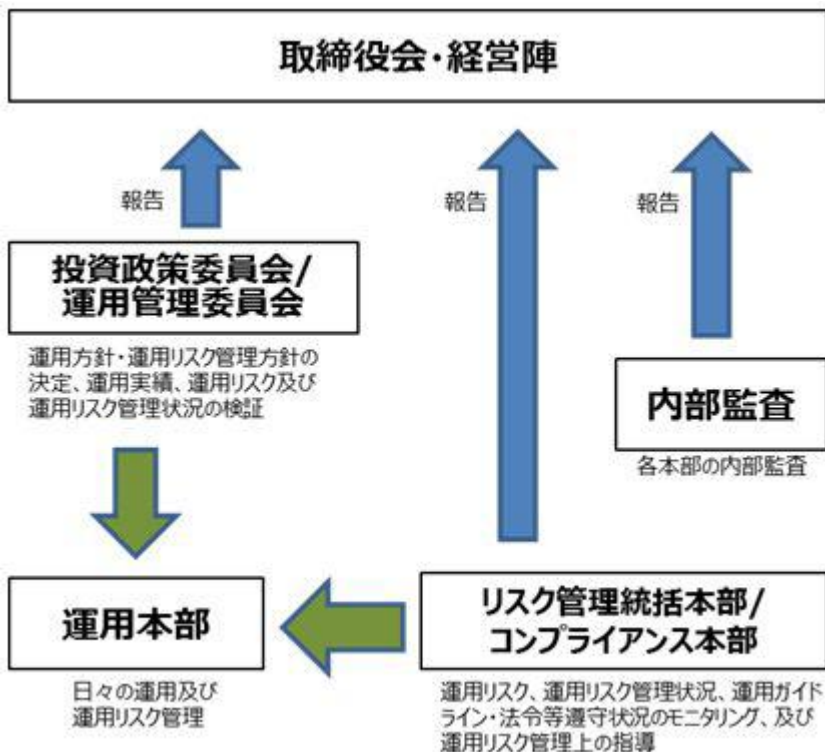 取締役会・経営陣
報告
報告
報告
投資政策委員会/
運用管理委員会
運用方針・運用リスク管理方針の
決定、運用実績、運用リスク及び
運用リスク管理状況の検証
内部監査
各本部の内部監査
運用本部
日々の運用及び
運用リスク管理
リスク管理統括本部/
コンプライアンス本部
運用リスク、運用リスク管理状況、運用ガイド
ライン・法令等遵守状況のモニタリング、及び
運用リスク管理上の指導